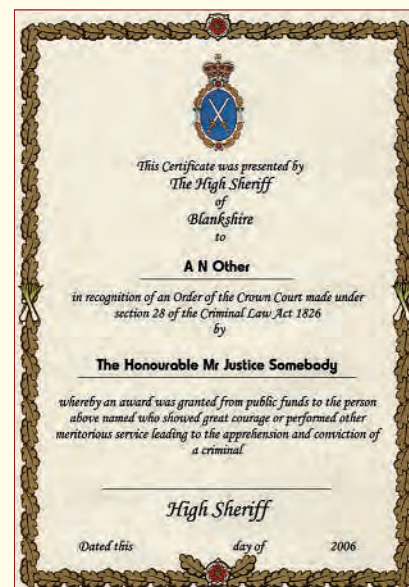 This Certificate was presented by
The High Sheriff
of
Blankshire
to
A N Other
in recognition of an Order of the Crown Court made under
section 28 of the Criminal Law Act 1826
by
The Honourable Mr Justice Somebody
whereby an award was granted from public funds to the person
above named who showed great courage or performed other
meritorious service leading to the apprehension and conviction of
a criminal
High Sheriff
Dated this day of 2006